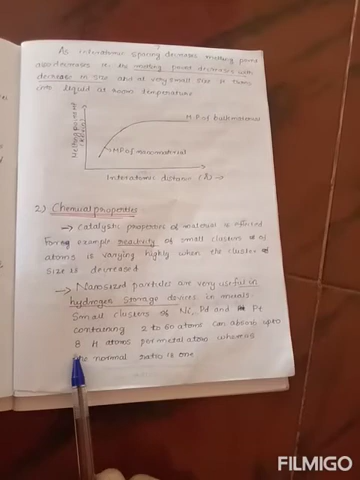 As interatomic spacing decreases melting point
also decreases i.e. the melting point decreases with
decrease in size and at very small size it turns
into liquid at room temperature.
M.P of bulk material
Melting point
(kelvin)
→ MP of nanomaterial
Interatomic distance (Å) →
2) Chemical properties
→ Catalytic properties of material is efficient
For example reactivity of small clusters of
atoms is varying highly when the cluster
size is decreased
→ Nanosized particles are very useful in
hydrogen storage devices in metals.
Small clusters of Ni, Pd and Pt
containing 2 to 60 atoms can absorb upto
8 H atoms per metal atom whereas
the normal ratio is one
FILMIGO